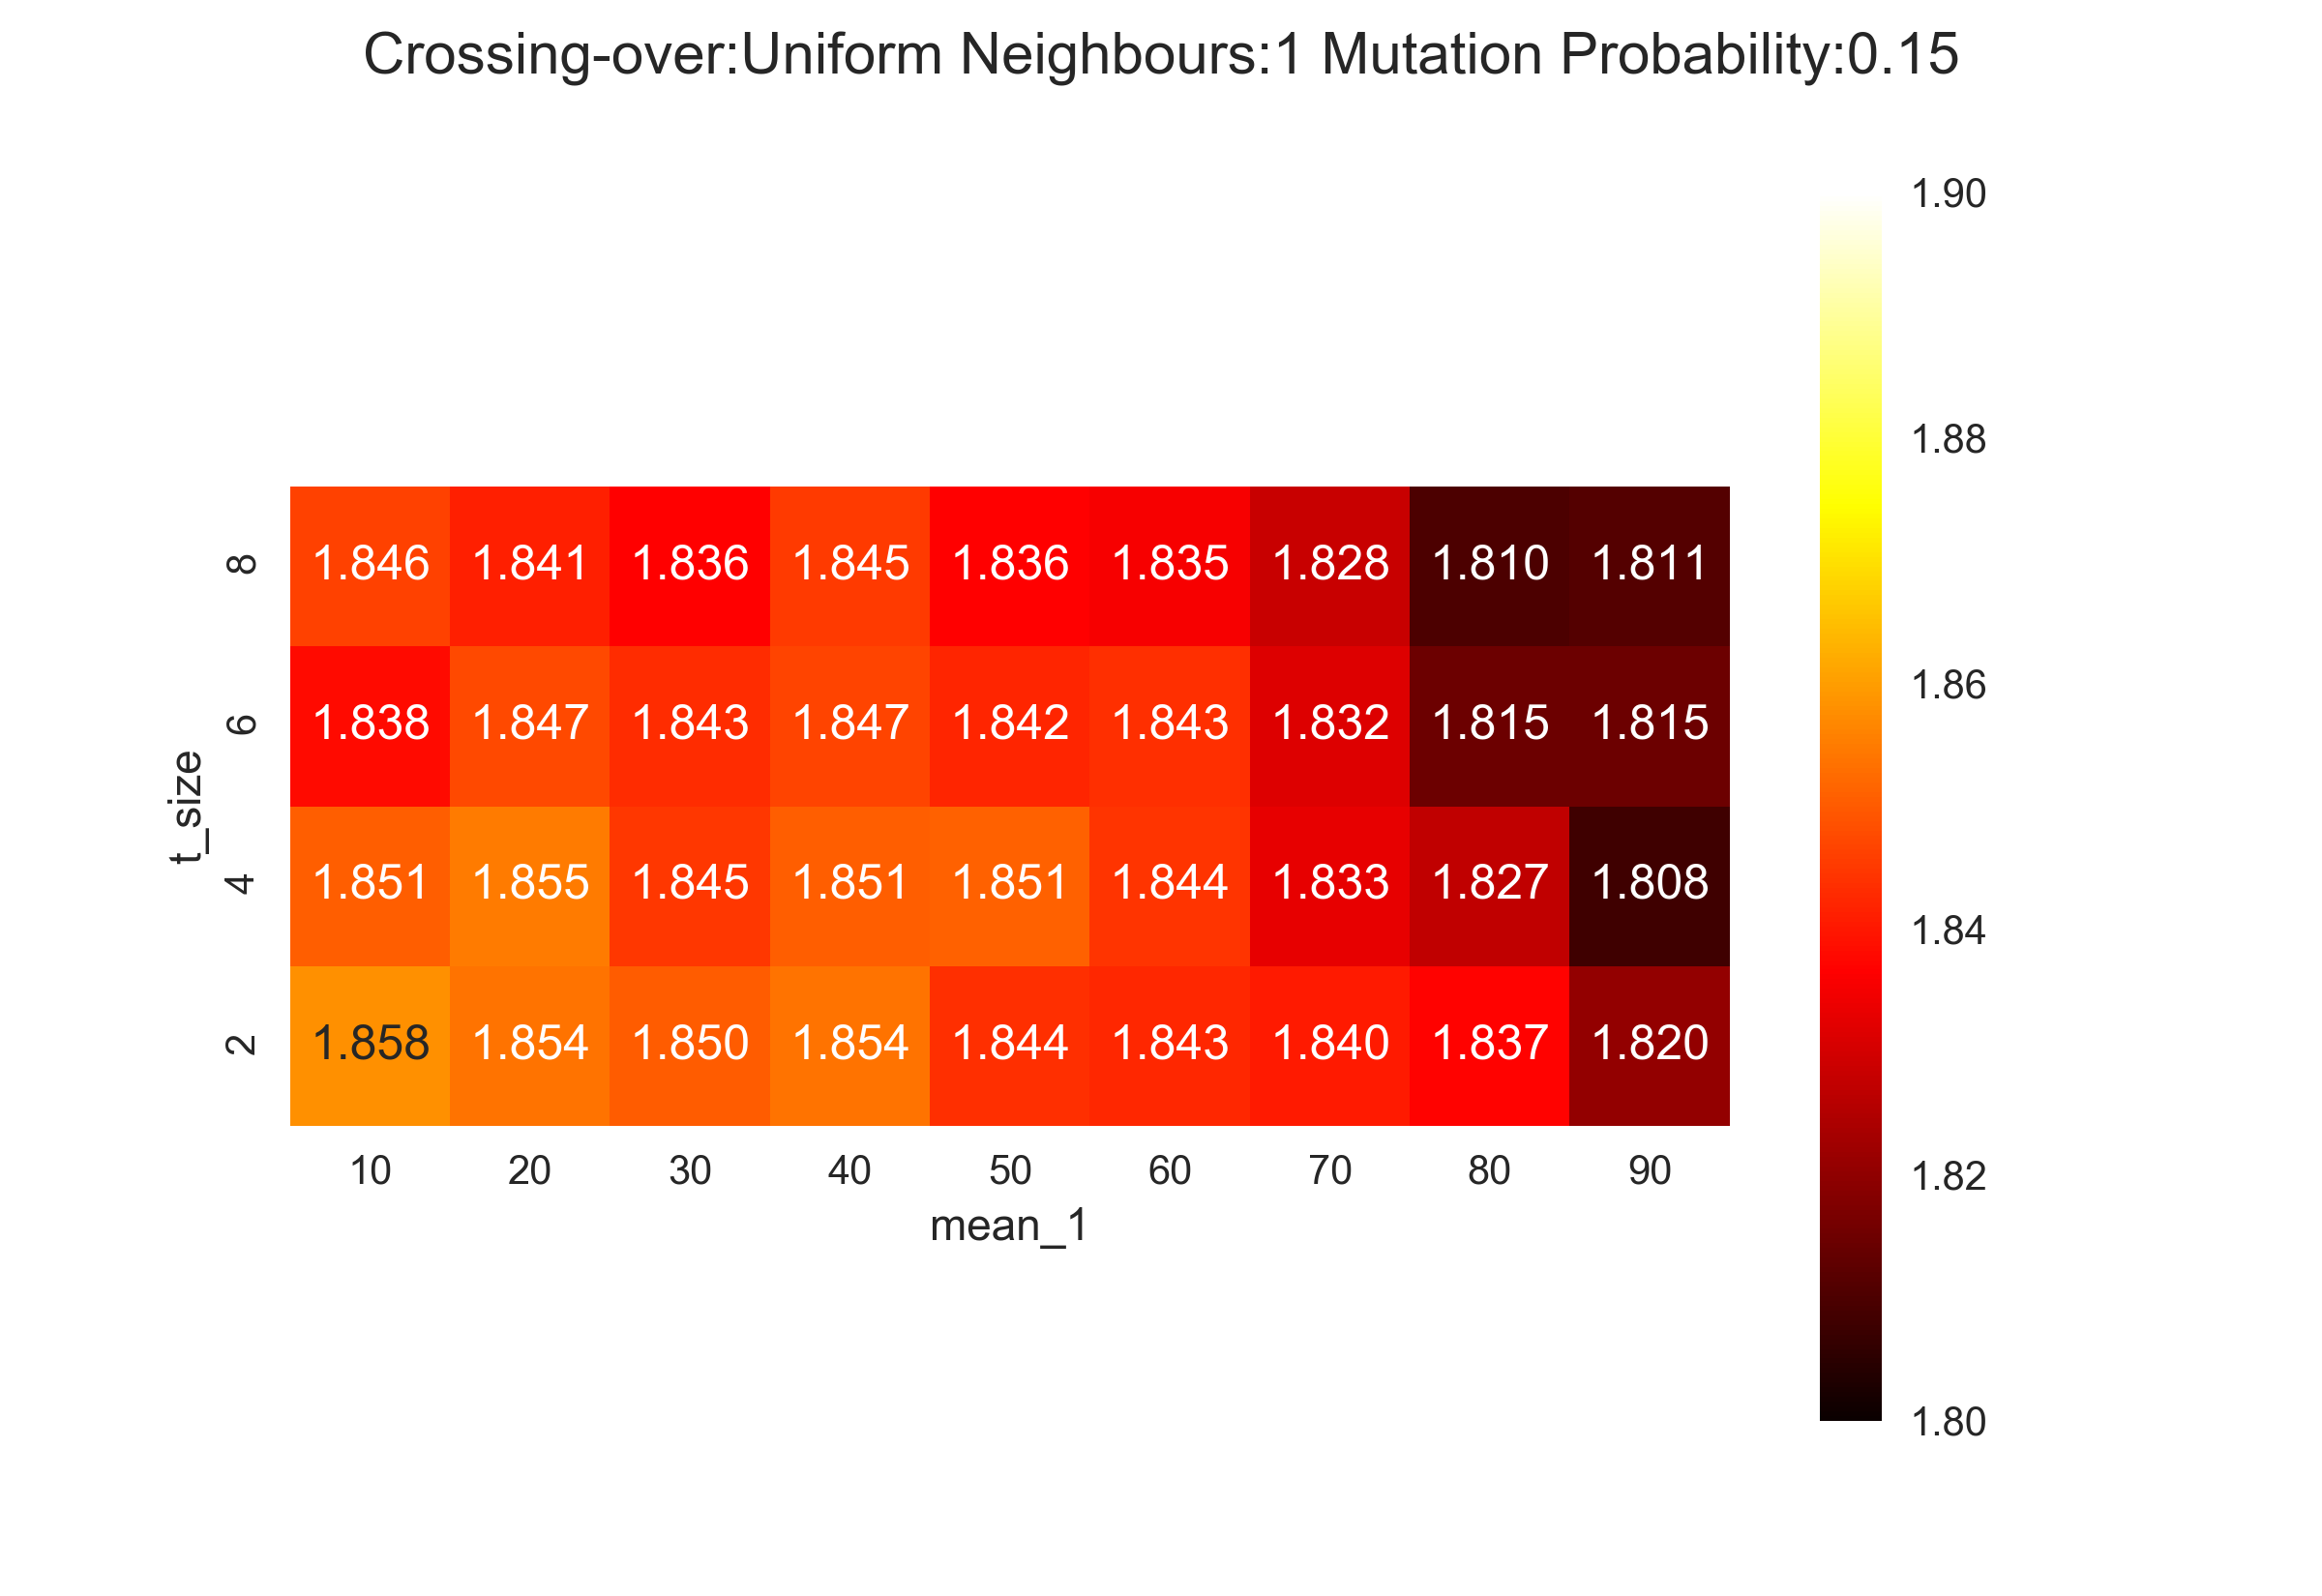 Crossing-over:Uniform Neighbours:1 Mutation Probability:0.15
1.90
1.88
1.86
1.84
1.82
1.80
t_size
8 1.846 1.841 1.836 1.845 1.836 1.835 1.828 1.810 1.811
6 1.838 1.847 1.843 1.847 1.842 1.843 1.832 1.815 1.815
4 1.851 1.855 1.845 1.851 1.851 1.844 1.833 1.827 1.808
2 1.858 1.854 1.850 1.854 1.844 1.843 1.840 1.837 1.820
10 20 30 40 50 60 70 80 90
mean_1